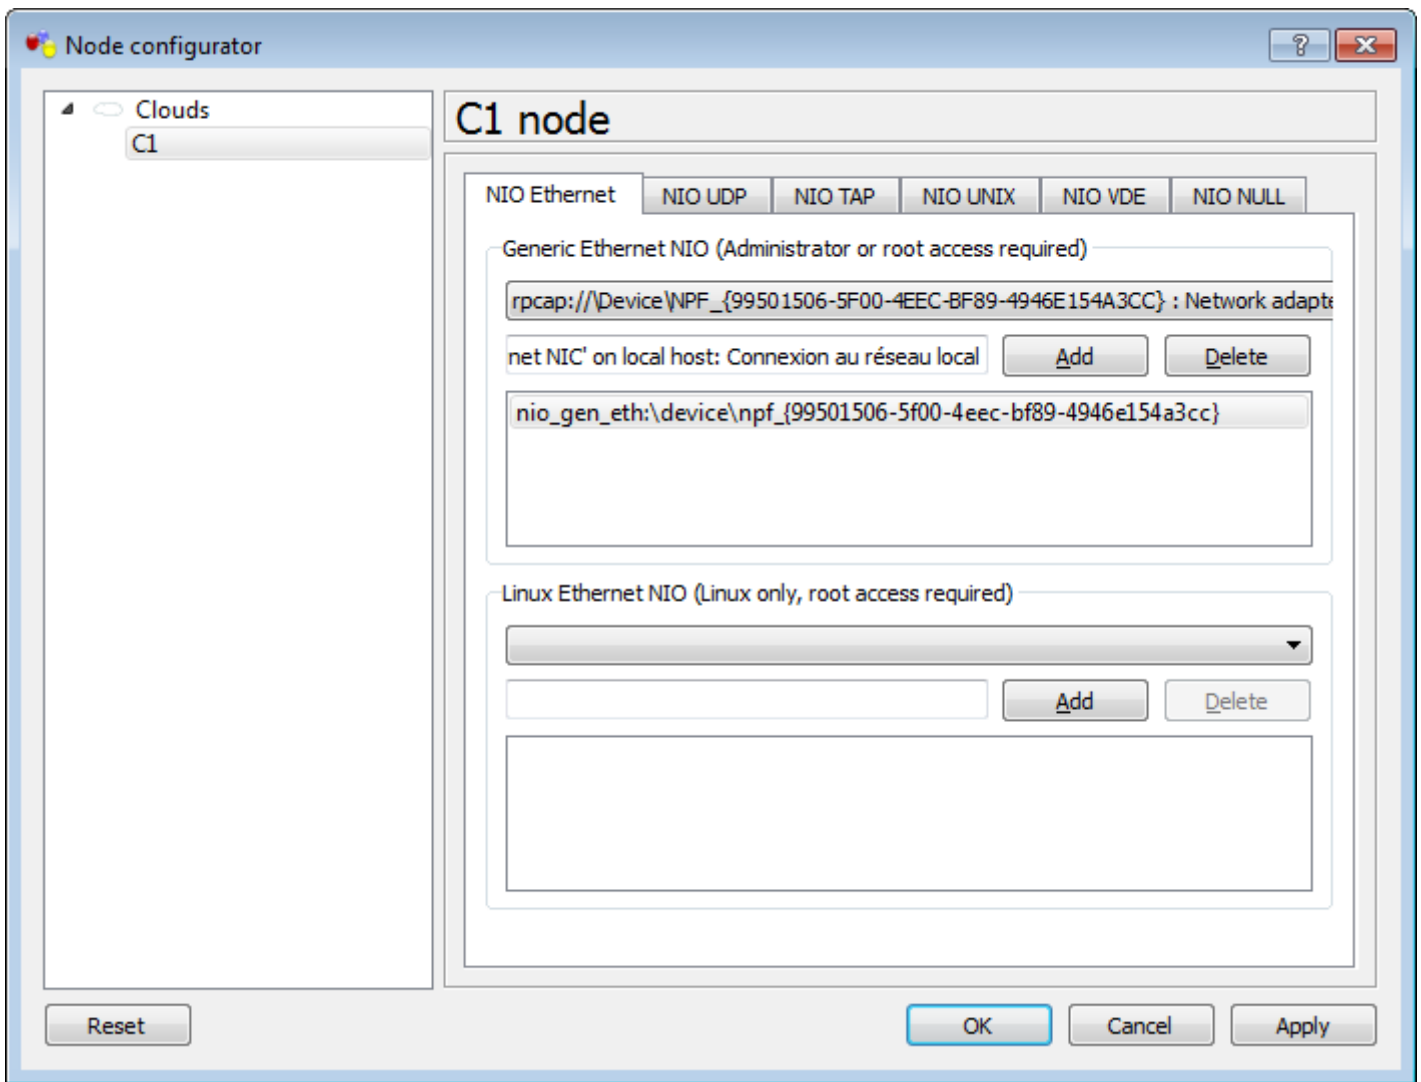 Node configurator
Clouds
C1
C1 node
NIO Ethernet NIO UDP NIO TAP NIO UNIX NIO VDE NIO NULL
Generic Ethernet NIO (Administrator or root access required)
rpcap://\Device\NPF_{99501506-5F00-4EEC-BF89-4946E154A3CC} : Network adapte
net NIC' on local host: Connexion au réseau local Add Delete
nio_gen_eth:\device\npf_{99501506-5f00-4eec-bf89-4946e154a3cc}
Linux Ethernet NIO (Linux only, root access required)
Add Delete
Reset OK Cancel Apply